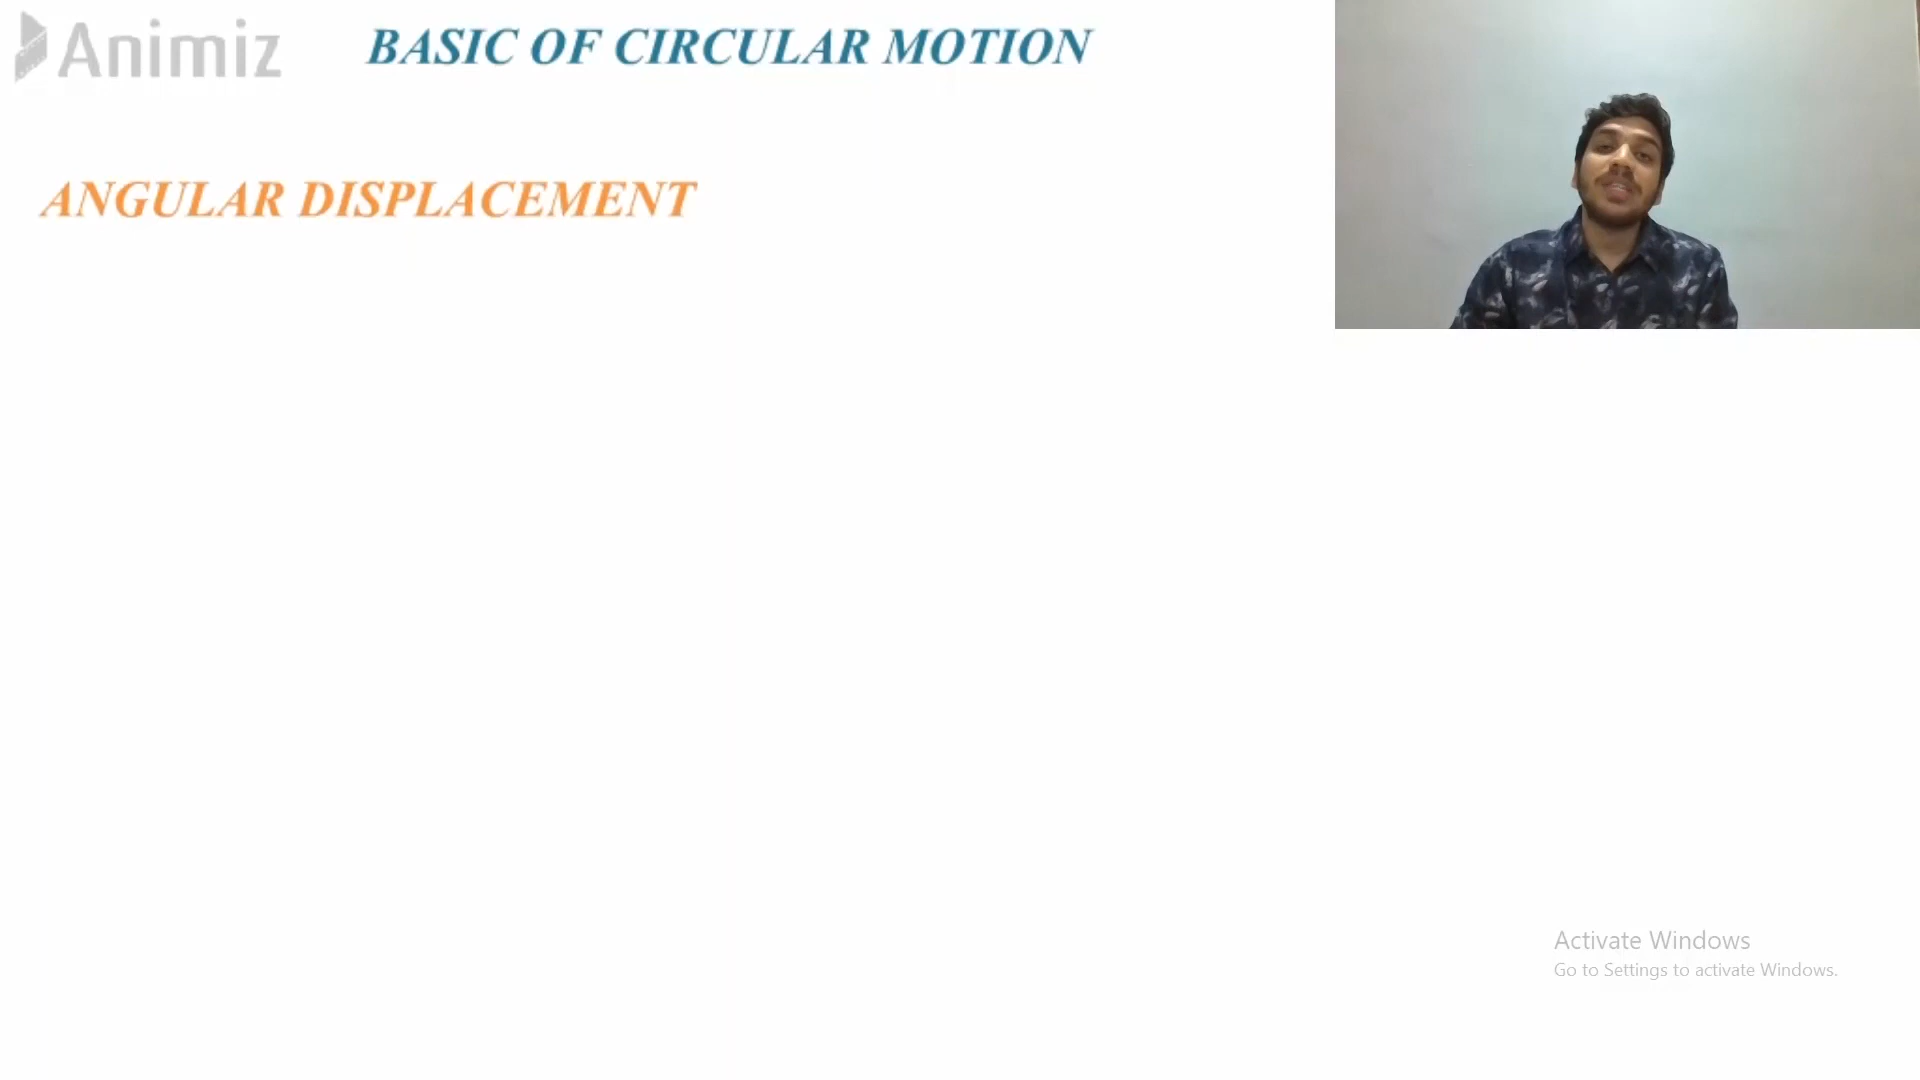 Animiz
BASIC OF CIRCULAR MOTION
ANGULAR DISPLACEMENT
Activate Windows
Go to Settings to activate Windows.